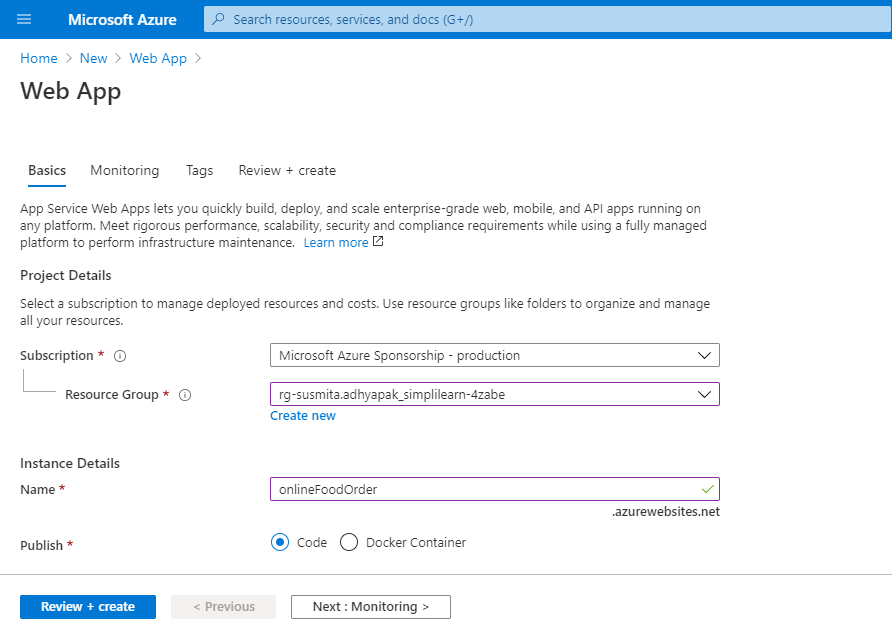 Microsoft Azure
Search resources, services, and docs (G+/)
Home > New > Web App >
Web App
Basics Monitoring Tags Review + create
App Service Web Apps lets you quickly build, deploy, and scale enterprise-grade web, mobile, and API apps running on
any platform. Meet rigorous performance, scalability, security and compliance requirements while using a fully managed
platform to perform infrastructure maintenance. Learn more
Project Details
Select a subscription to manage deployed resources and costs. Use resource groups like folders to organize and manage
all your resources.
Subscription *
Microsoft Azure Sponsorship - production
Resource Group *
rg-susmita.adhyapak_simplilearn-4zabe
Create new
Instance Details
Name *
onlineFoodOrder
.azurewebsites.net
Publish *
Code Docker Container
Review + create
< Previous
Next : Monitoring >